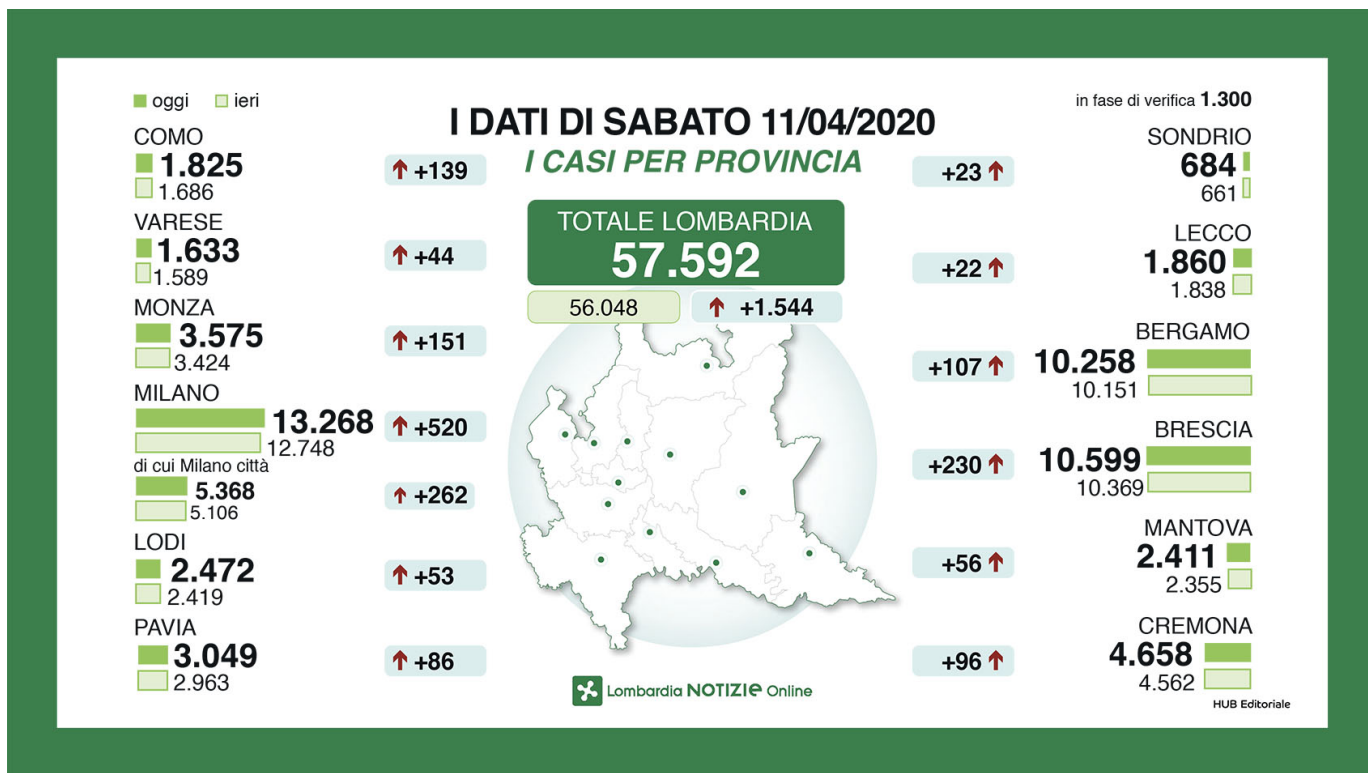 oggi ieri
I DATI DI SABATO 11/04/2020
I CASI PER PROVINCIA
TOTALE LOMBARDIA
57.592
56.048 +1.544
COMO
1.825
1.686
+139
VARESE
1.633
1.589
+44
MONZA
3.575
3.424
+151
MILANO
13.268
12.748
+520
di cui Milano città
5.368
5.106
+262
LODI
2.472
2.419
+53
PAVIA
3.049
2.963
+86
in fase di verifica 1.300
SONDRIO
+23 684
661
LECCO
+22 1.860
1.838
BERGAMO
+107 10.258
10.151
BRESCIA
+230 10.599
10.369
MANTOVA
+56 2.411
2.355
CREMONA
+96 4.658
4.562
Lombardia NOTIZIE Online
HUB Editoriale